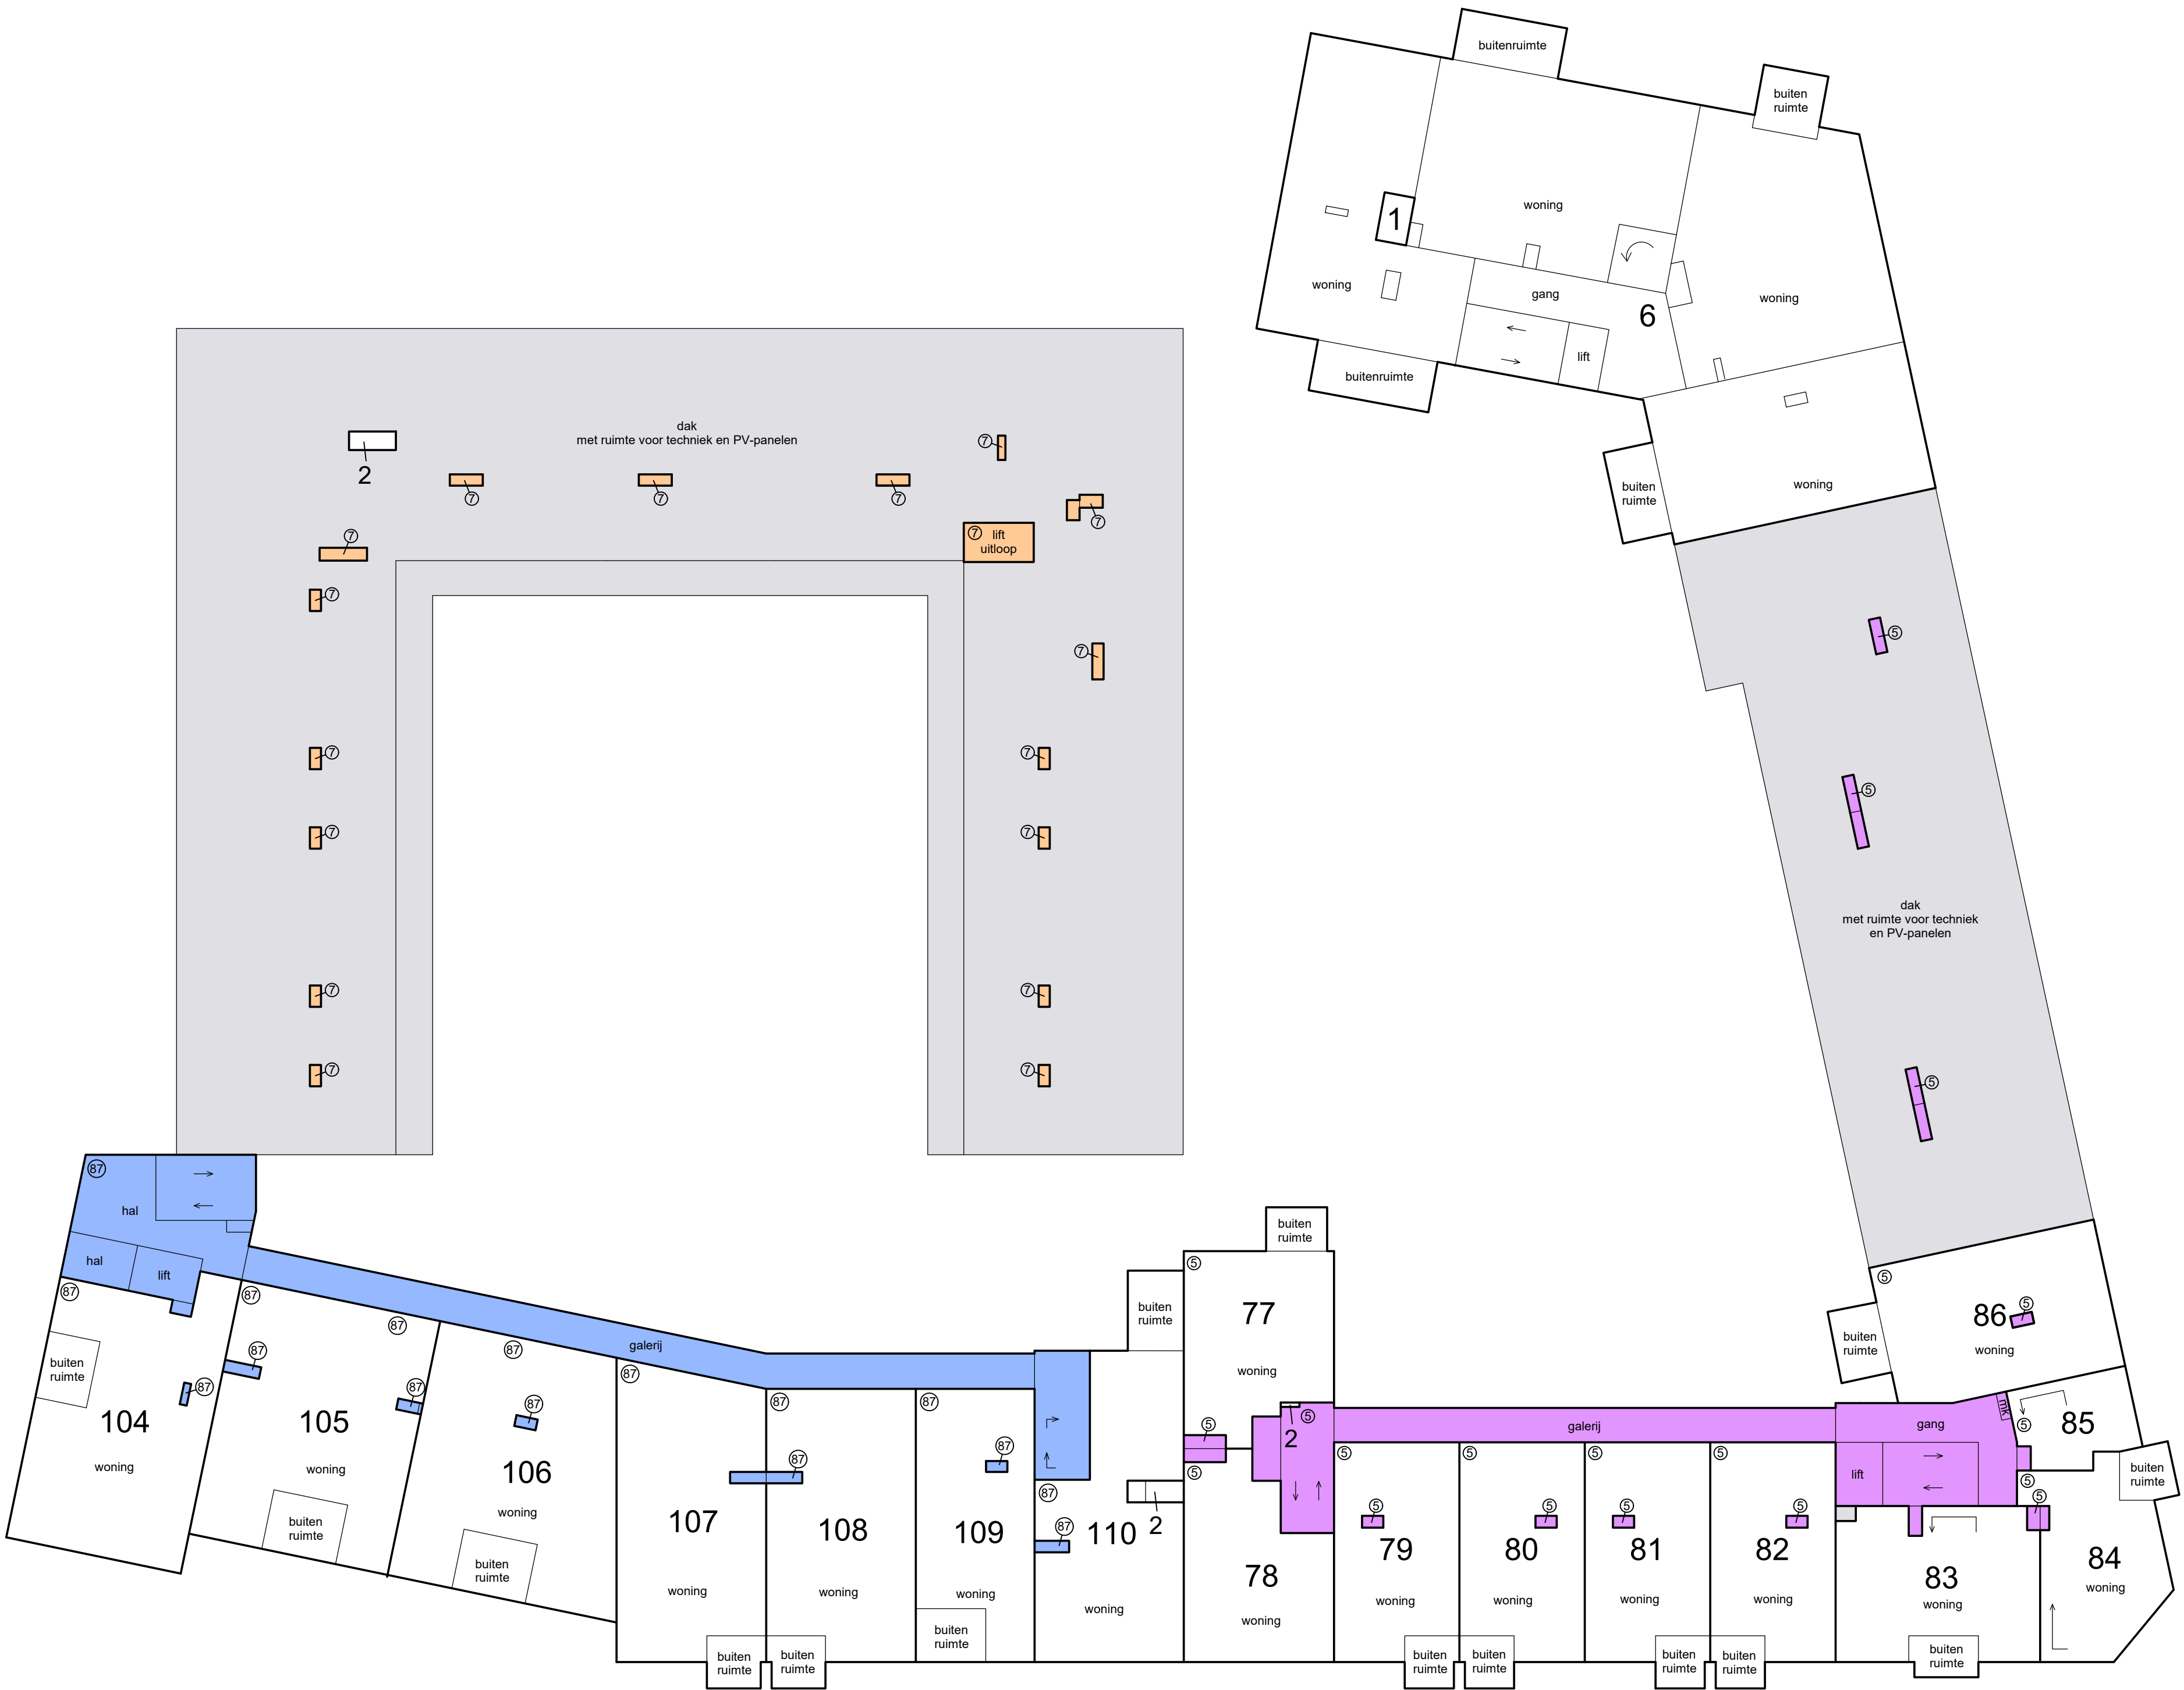 buitenruimte
buiten
ruimte
woning
1
woning
gang
6
woning
lift
buitenruimte
buiten
ruimte
woning
dak
met ruimte voor techniek en PV-panelen
2
7
7
7
7
7
7
7
lift
uitloop
7
7
7
7
7
7
7
7
7
7
7
7
5
5
dak
met ruimte voor techniek
en PV-panelen
5
87
hal
hal
lift
87
buiten
ruimte
87
104
woning
87
87
87
87
105
woning
buiten
ruimte
87
87
106
woning
buiten
ruimte
galerij
87
107
woning
buiten
ruimte
87
87
108
woning
buiten
ruimte
87
87
109
woning
buiten
ruimte
buiten
ruimte
87
87
110
2
woning
buiten
ruimte
5
77
woning
5
5
2
5
78
woning
galerij
5
5
79
woning
buiten
ruimte
5
5
80
woning
buiten
ruimte
5
81
woning
buiten
ruimte
5
5
82
woning
buiten
ruimte
5
86
5
woning
buiten
ruimte
gang
mk
5
85
lift
5
5
buiten
ruimte
83
woning
buiten
ruimte
84
woning